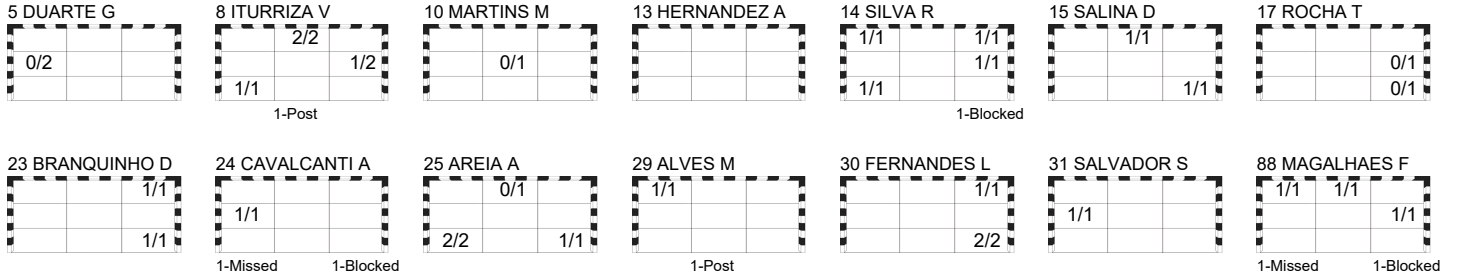 5 DUARTE G 8 ITURRIZA V 10 MARTINS M 13 HERNANDEZ A 14 SILVA R 15 SALINA D 17 ROCHA T
2/2 1/1 1/1 1/1
0/2 1/2 0/1 1/1 0/1
1/1 1/1 1/1 0/1
1-Post 1-Blocked
23 BRANQUINHO D 24 CAVALCANTI A 25 AREIA A 29 ALVES M 30 FERNANDES L 31 SALVADOR S 88 MAGALHAES F
1/1 0/1 1/1 1/1 1/1 1/1
1/1 1/1 1/1
1/1 2/2 1/1 2/2
1-Missed 1-Blocked 1-Post 1-Missed 1-Blocked